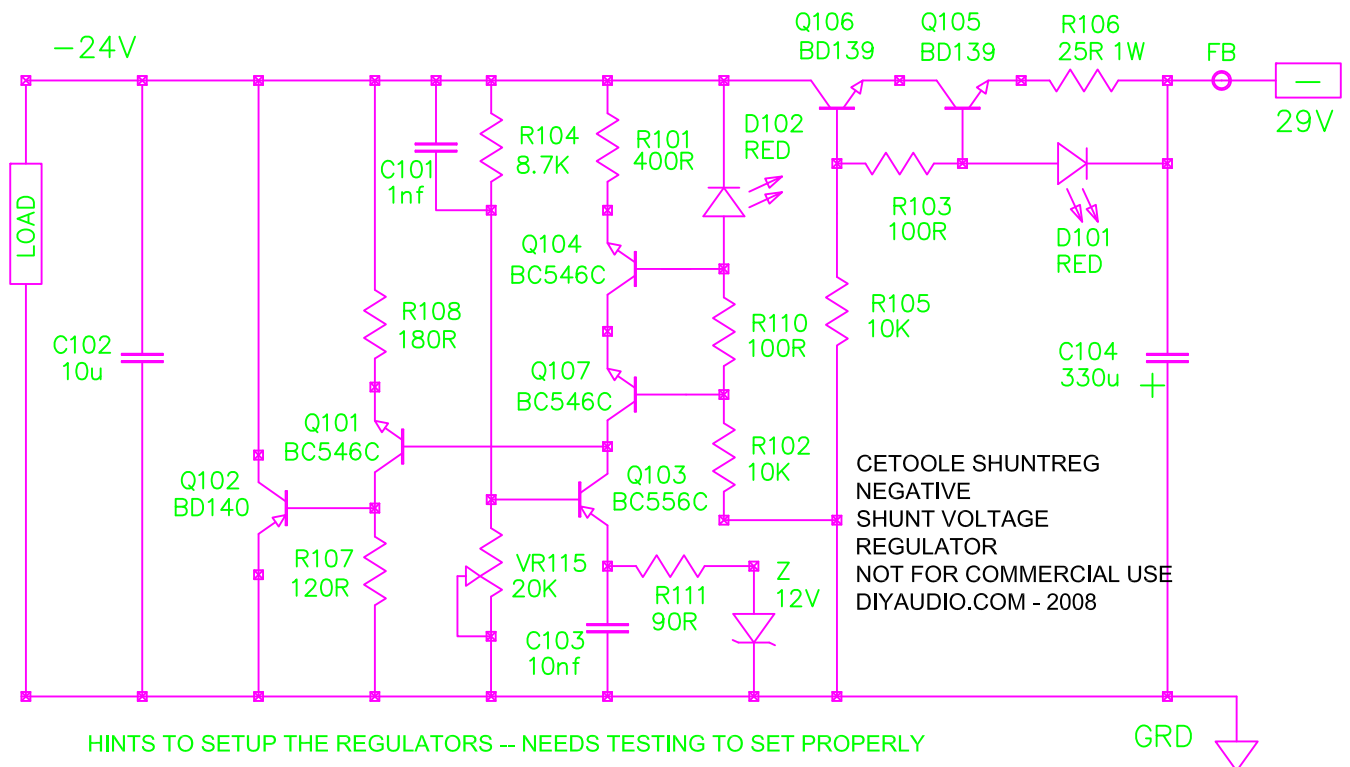 −24V
Q106
BD139
Q105
BD139
R106
25R 1W
FB
−
29V
R104
8.7K
R101
400R
D102
RED
C101
1nf
LOAD
R103
100R
D101
RED
Q104
BC546C
R108
180R
R110
100R
R105
10K
C102
10u
C104
330u
+
Q107
BC546C
Q101
BC546C
R102
10K
Q102
BD140
Q103
BC556C
CETOOLE SHUNTREG
NEGATIVE
SHUNT VOLTAGE
REGULATOR
NOT FOR COMMERCIAL USE
DIYAUDIO.COM - 2008
R107
120R
VR115
20K
R111
90R
Z
12V
C103
10nf
GRD
HINTS TO SETUP THE REGULATORS -- NEEDS TESTING TO SET PROPERLY